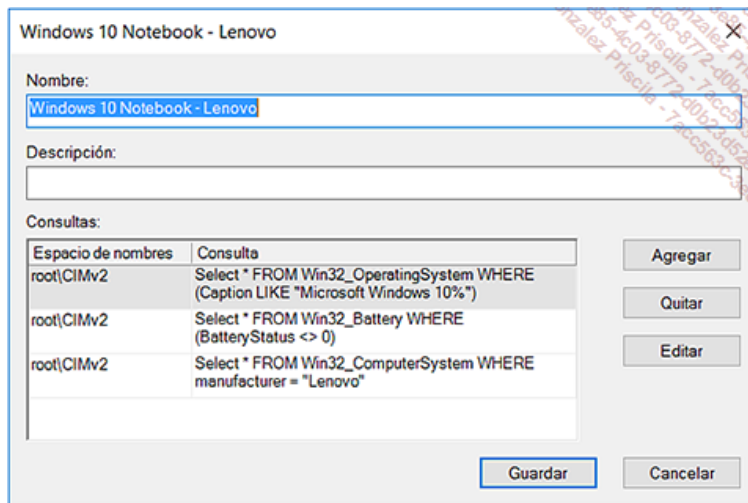 Windows 10 Notebook - Lenovo
Nombre:
Windows 10 Notebook - Lenovo
Descripción:
Consultas:
Espacio de nombres Consulta
root\CIMv2 Select * FROM Win32_OperatingSystem WHERE
(Caption LIKE "Microsoft Windows 10%")
root\CIMv2 Select * FROM Win32_Battery WHERE
(BatteryStatus <> 0)
root\CIMv2 Select * FROM Win32_ComputerSystem WHERE
manufacturer = "Lenovo"
Agregar
Quitar
Editar
Guardar Cancelar